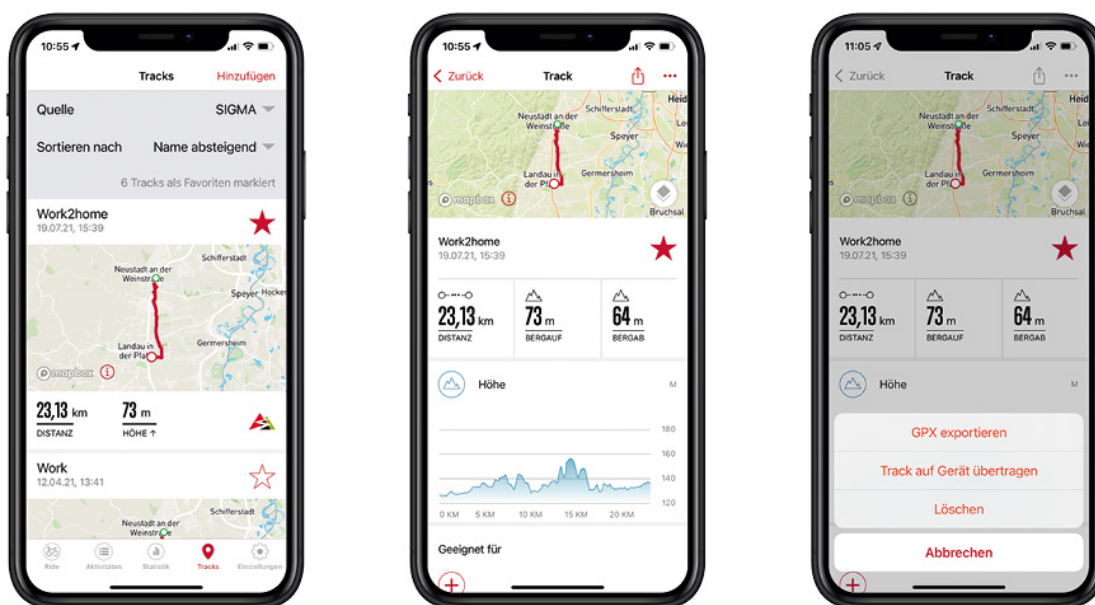 10:55
Tracks
Hinzufügen
Quelle
SIGMA
Sortieren nach
Name absteigend
6 Tracks als Favoriten markiert
Work2home
19.07.21, 15:39
Schifferstadt
Neustadt an der
Weinstraße
Speyer
Hocker
Landau in
der Pfalz
Germersheim
mapbox
23,13 km
73 m
DISTANZ
HÖHE ↑
Work
12.04.21, 13:41
Schifferstadt
Neustadt an der
Weinstraße
Ride
Aktivitäten
Statistik
Tracks
Einstellungen
10:55
Zurück
Track
Heid
Schifferstadt
Neustadt an der
Weinstraße
Speyer
Landau in
der Pfalz
Germersheim
mapbox
Bruchsal
Work2home
19.07.21, 15:39
23,13 km
73 m
64 m
DISTANZ
BERGAUF
BERGAB
Höhe
M
180
160
140
120
0 KM
5 KM
10 KM
15 KM
20 KM
Geeignet für
11:05
Zurück
Track
Heid
Schifferstadt
Neustadt an der
Weinstraße
Speyer
Landau in
der Pfalz
Germersheim
mapbox
Bruchsal
Work2home
19.07.21, 15:39
23,13 km
73 m
64 m
DISTANZ
BERGAUF
BERGAB
Höhe
M
GPX exportieren
Track auf Gerät übertragen
Löschen
Abbrechen